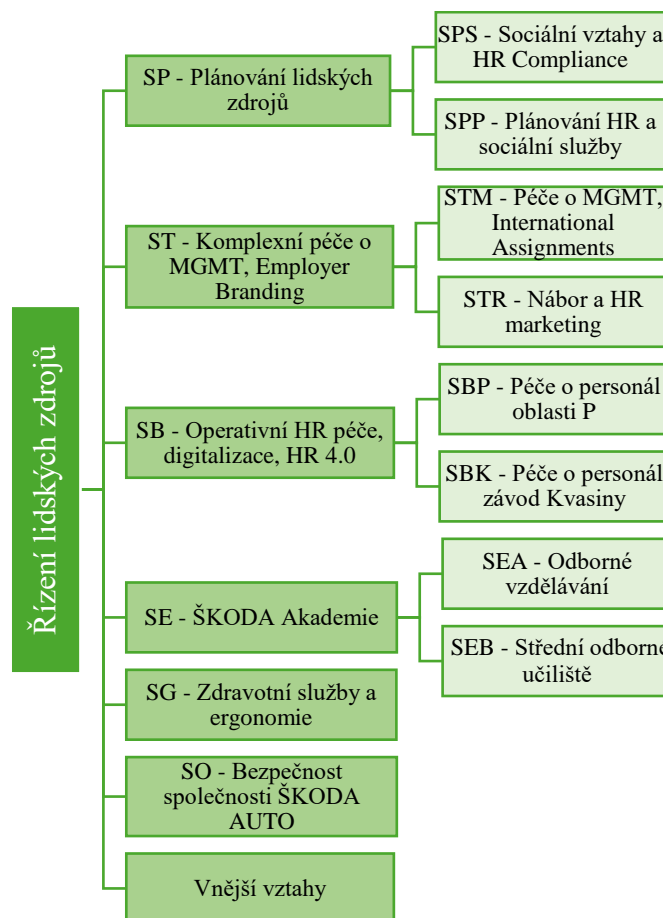 Řízení lidských zdrojů
SP - Plánování lidských
zdrojů
SPS - Sociální vztahy a
HR Compliance
SPP - Plánování HR a
sociální služby
ST - Komplexní péče o
MGMT, Employer
Branding
STM - Péče o MGMT,
International
Assignments
STR - Nábor a HR
marketing
SB - Operativní HR péče,
digitalizace, HR 4.0
SBP - Péče o personál
oblasti P
SBK - Péče o personál
závod Kvasiny
SE - ŠKODA Akademie
SEA - Odborné
vzdělávání
SEB - Střední odborné
učiliště
SG - Zdravotní služby a
ergonomie
SO - Bezpečnost
společnosti ŠKODA
AUTO
Vnější vztahy